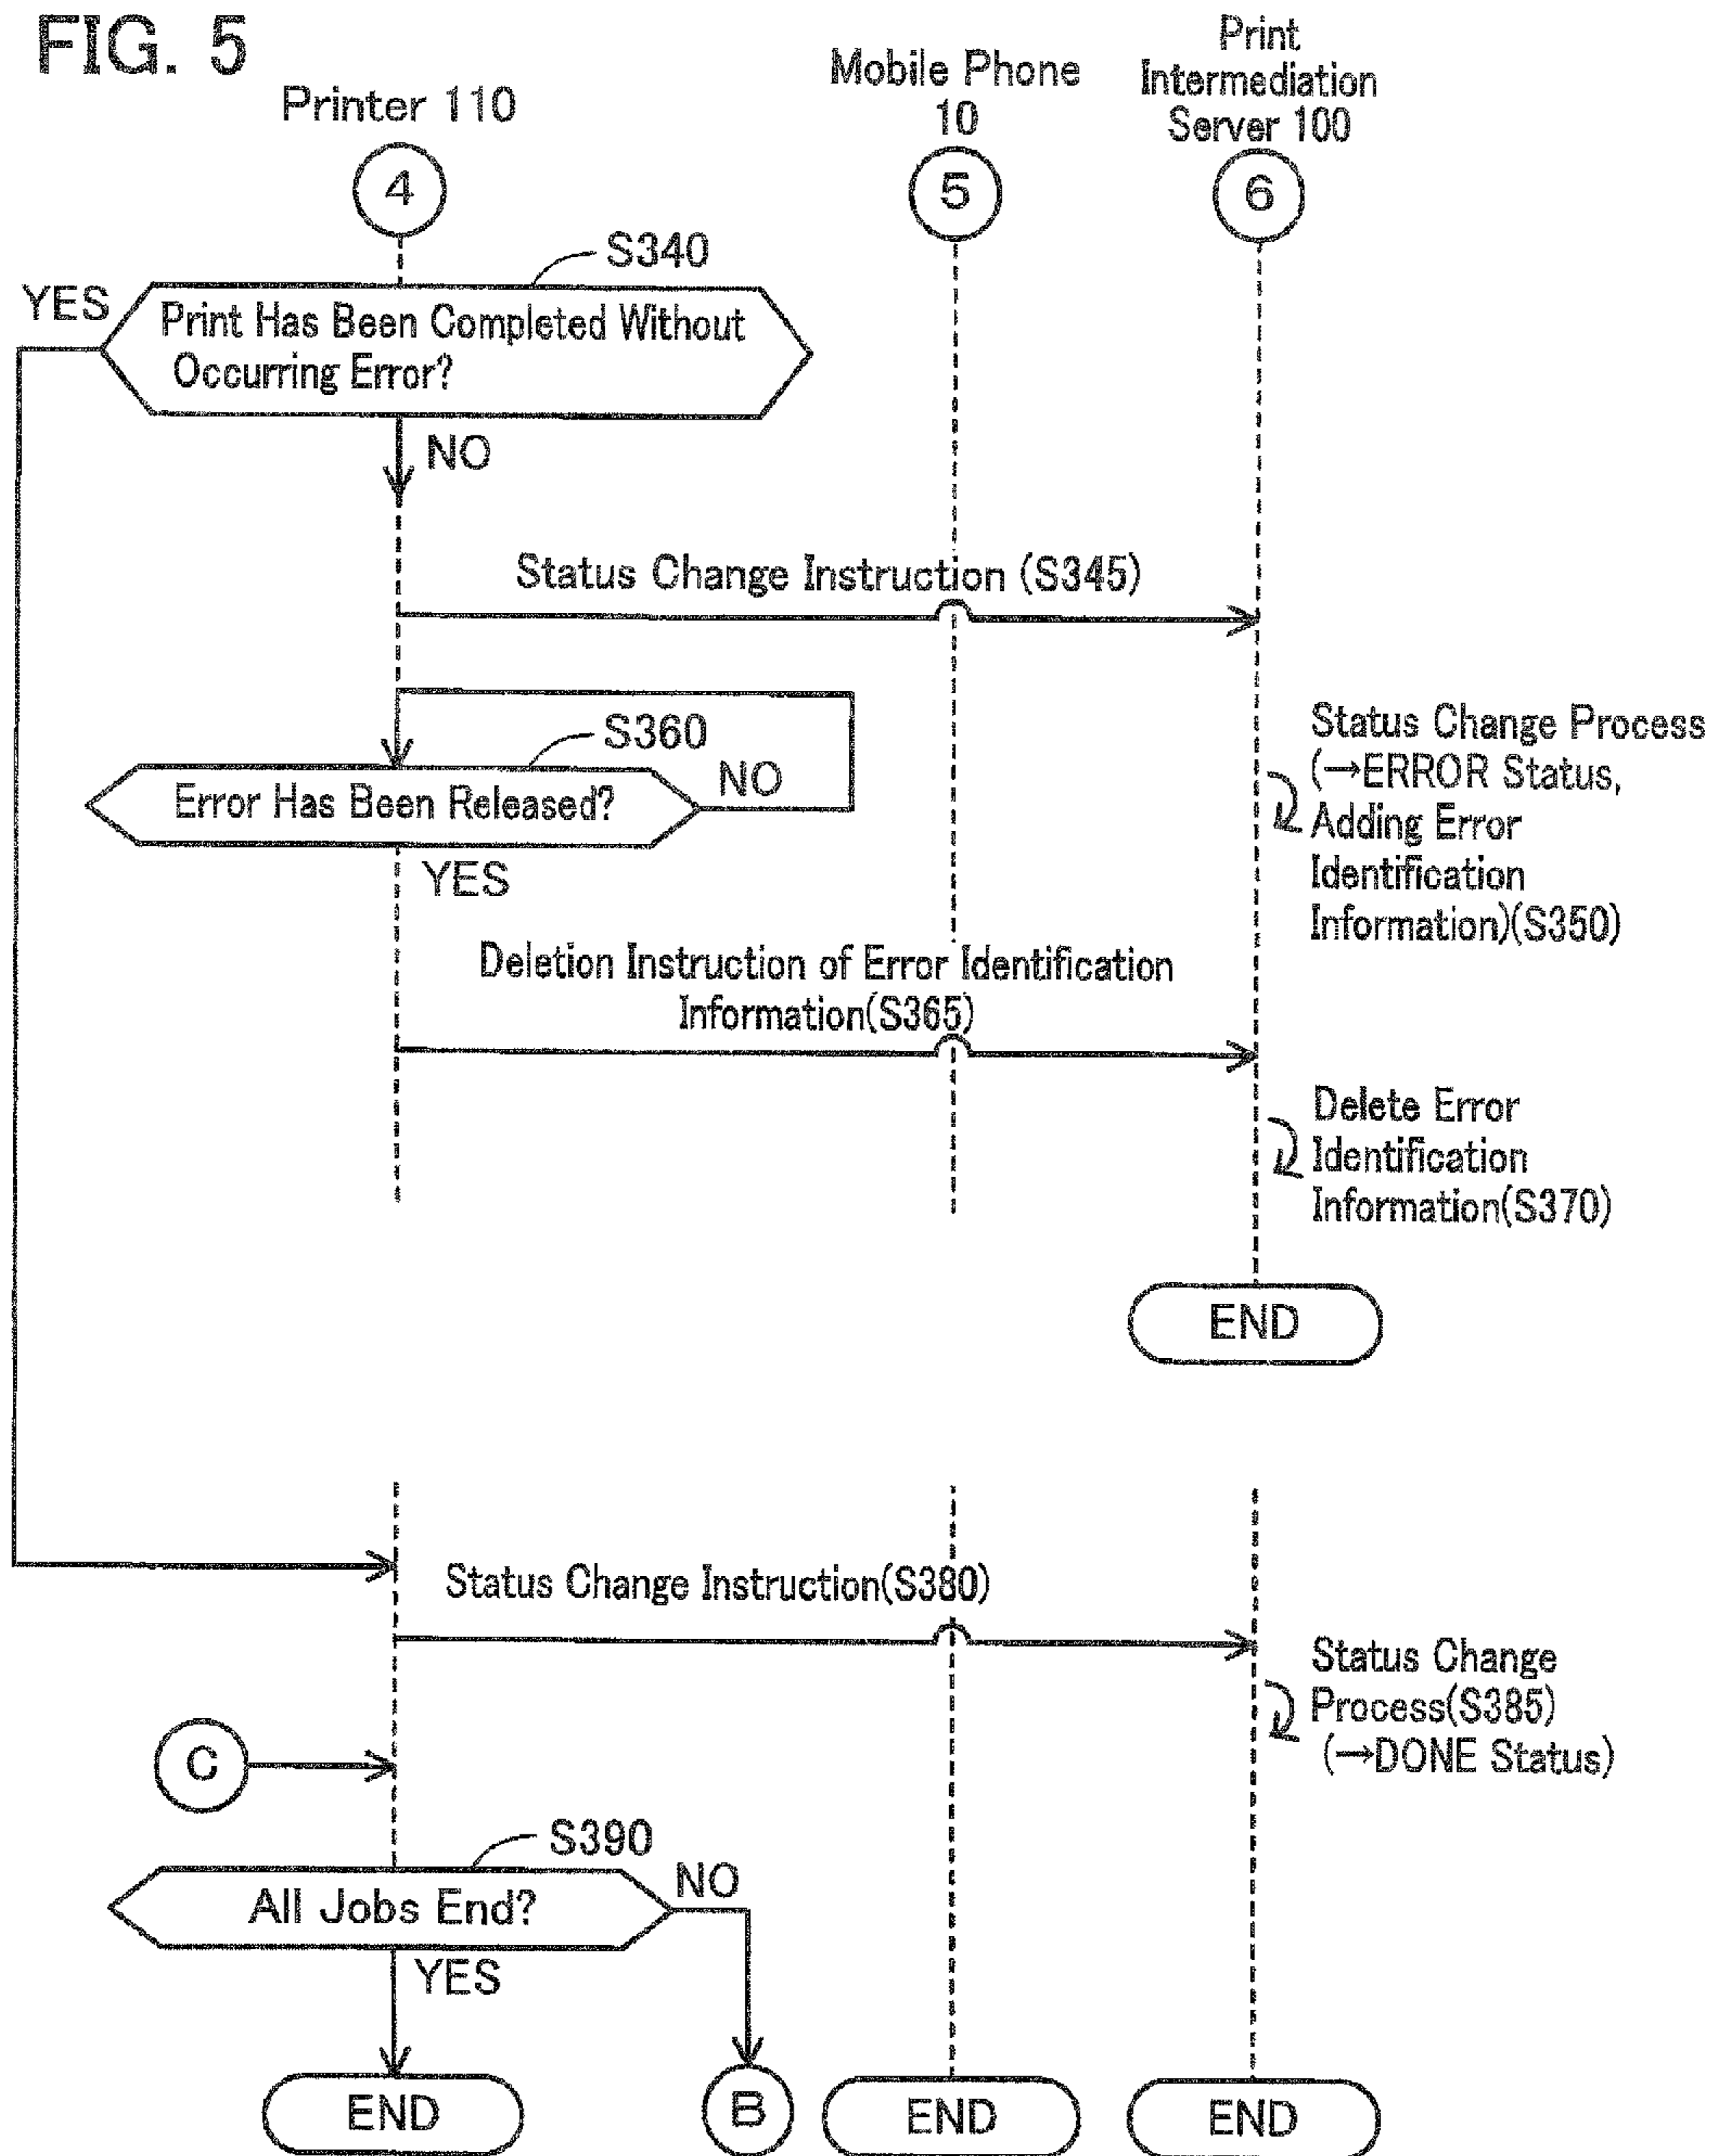 FIG. 5
Printer 110
Mobile Phone
10
Print
Intermediation
Server 100
4
5
6
S340
YES
Print Has Been Completed Without
Occurring Error?
NO
Status Change Instruction (S345)
S360
Error Has Been Released?
NO
YES
Status Change Process
(→ERROR Status,
Adding Error
Identification
Information)(S350)
Deletion Instruction of Error Identification
Information(S365)
Delete Error
Identification
Information(S370)
END
Status Change Instruction(S380)
Status Change
Process(S385)
(→DONE Status)
C
S390
All Jobs End?
NO
YES
END
B
END
END